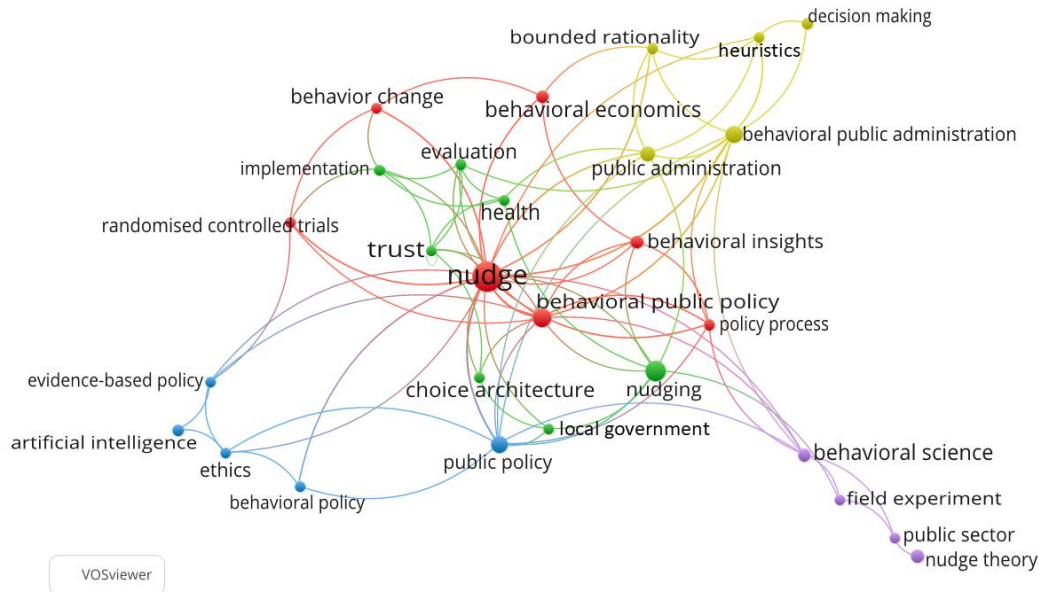 decision making
bounded rationality
heuristics
behavior change
behavioral economics
behavioral public administration
evaluation
implementation
public administration
health
randomised controlled trials
trust
behavioral insights
nudge
behavioral public policy
policy process
evidence-based policy
choice architecture
nudging
artificial intelligence
local government
ethics
public policy
behavioral science
behavioral policy
field experiment
public sector
nudge theory
VOSviewer